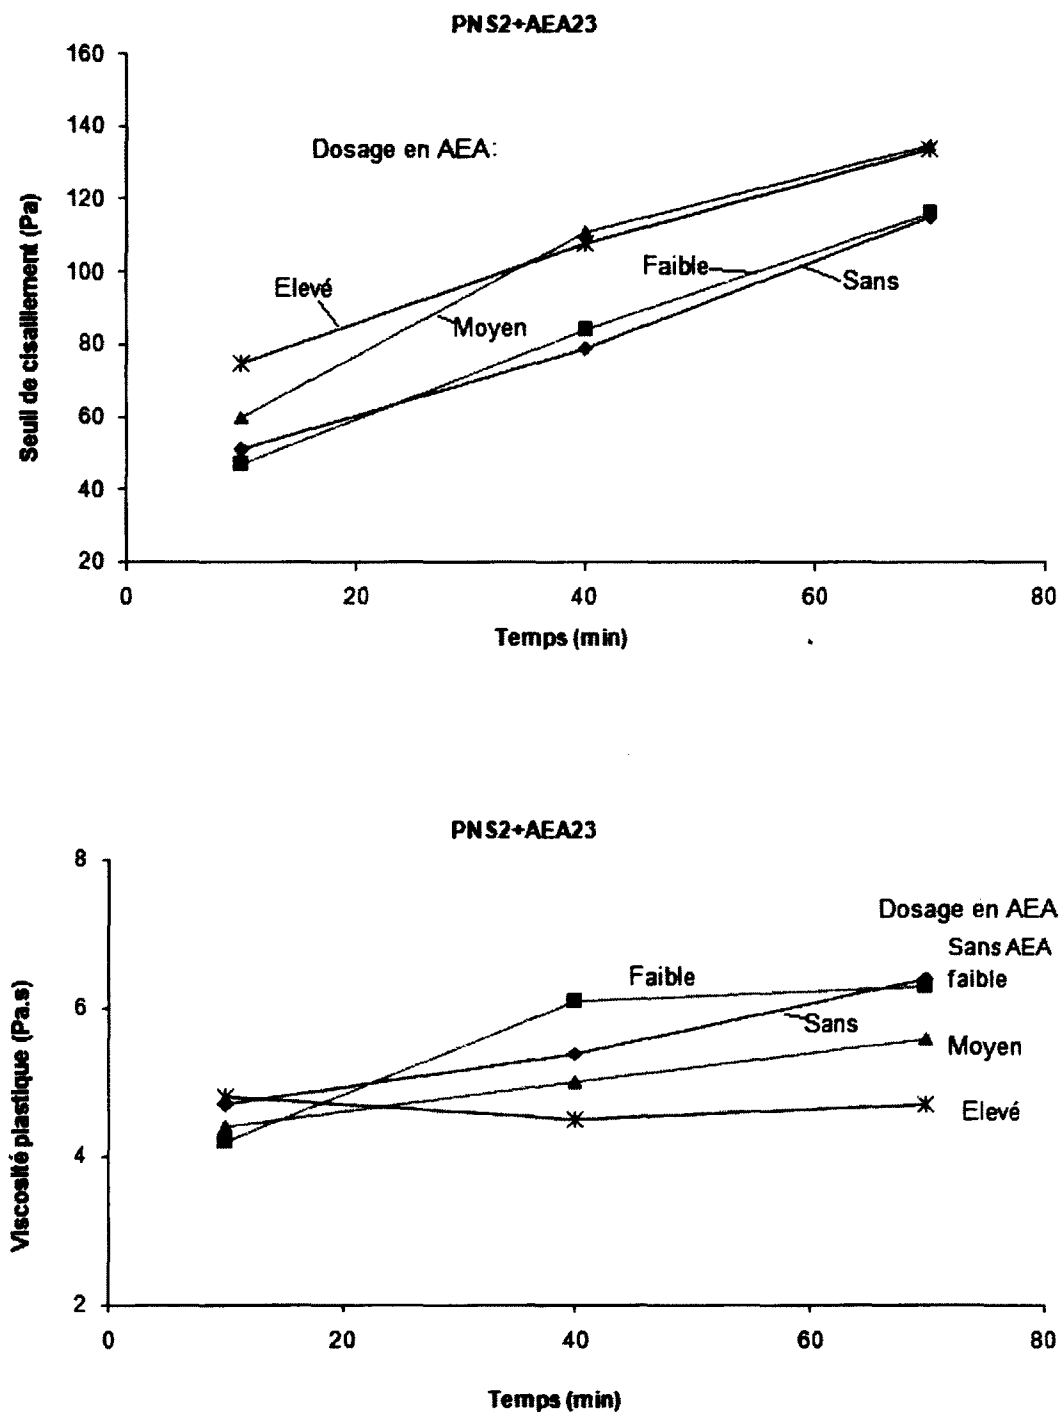 PNS2+AEA23
160
140
120
100
80
60
40
20
Seuil de cisaillement (Pa)
Dosage en AEA:
Elevé
Moyen
Faible
Sans
0
20
40
60
80
Temps (min)
PNS2+AEA23
8
6
4
2
Viscosité plastique (Pa.s)
Dosage en AEA
Sans AEA
faible
Faible
Sans
Moyen
Elevé
0
20
40
60
80
Temps (min)